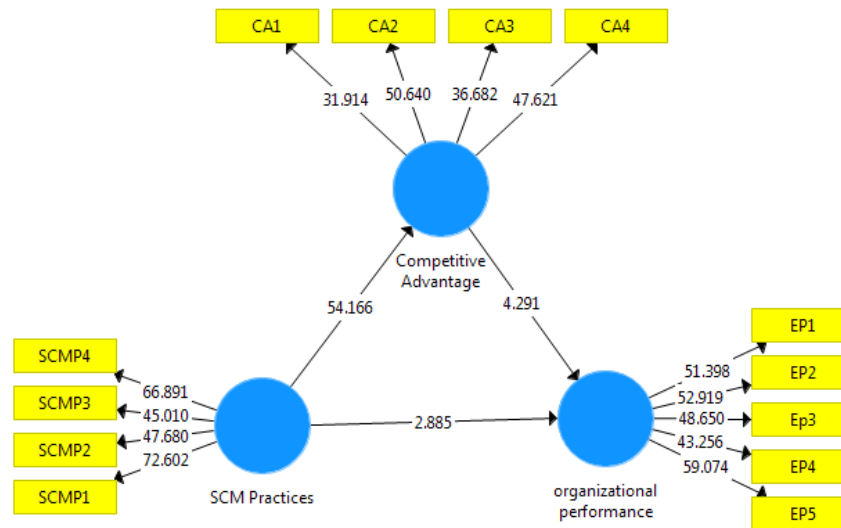 CA1 CA2 CA3 CA4
31.914 50.640 36.682 47.621
Competitive
Advantage
54.166 4.291
SCMP4
SCMP3
SCMP2
SCMP1
66.891
45.010
47.680
72.602
SCM Practices
2.885
51.398
52.919
48.650
43.256
59.074
EP1
EP2
Ep3
EP4
EP5
organizational
performance